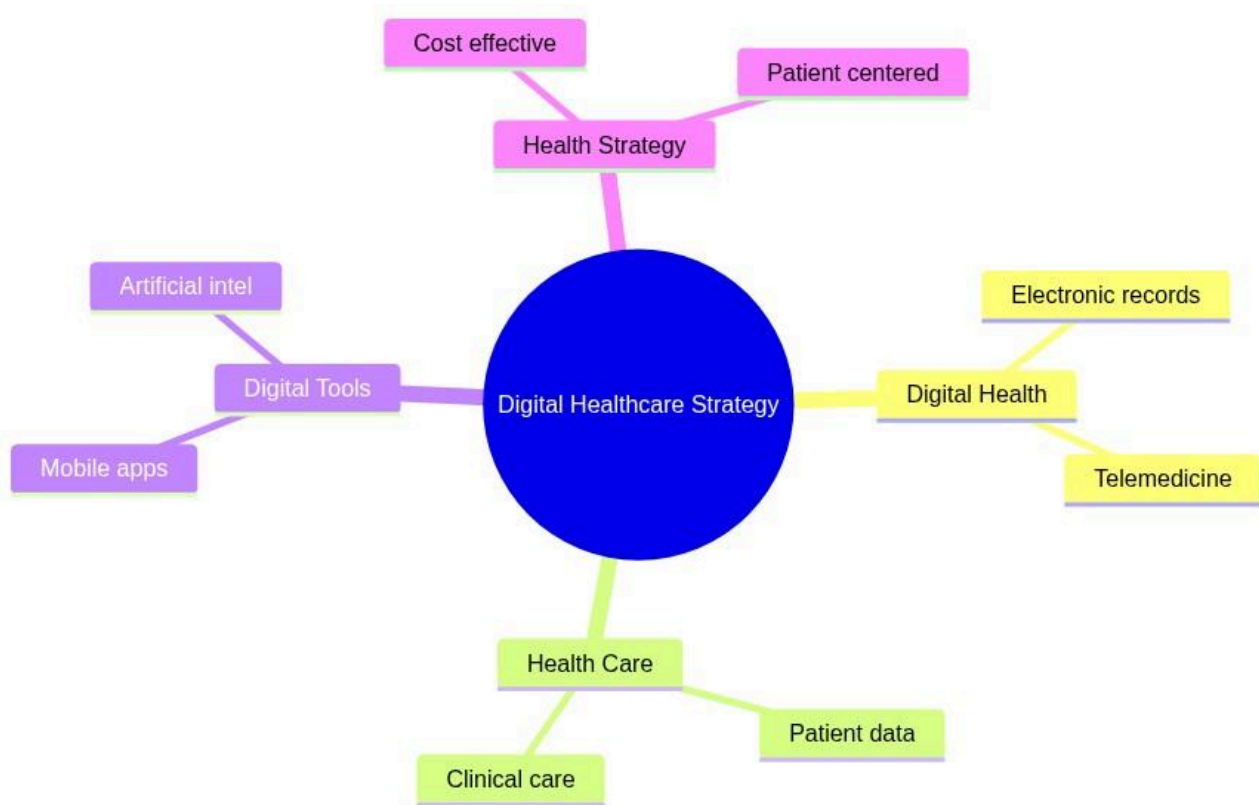 Cost effective
Patient centered
Health Strategy
Artificial intel
Electronic records
Digital Tools
Digital Healthcare Strategy
Digital Health
Mobile apps
Telemedicine
Health Care
Patient data
Clinical care